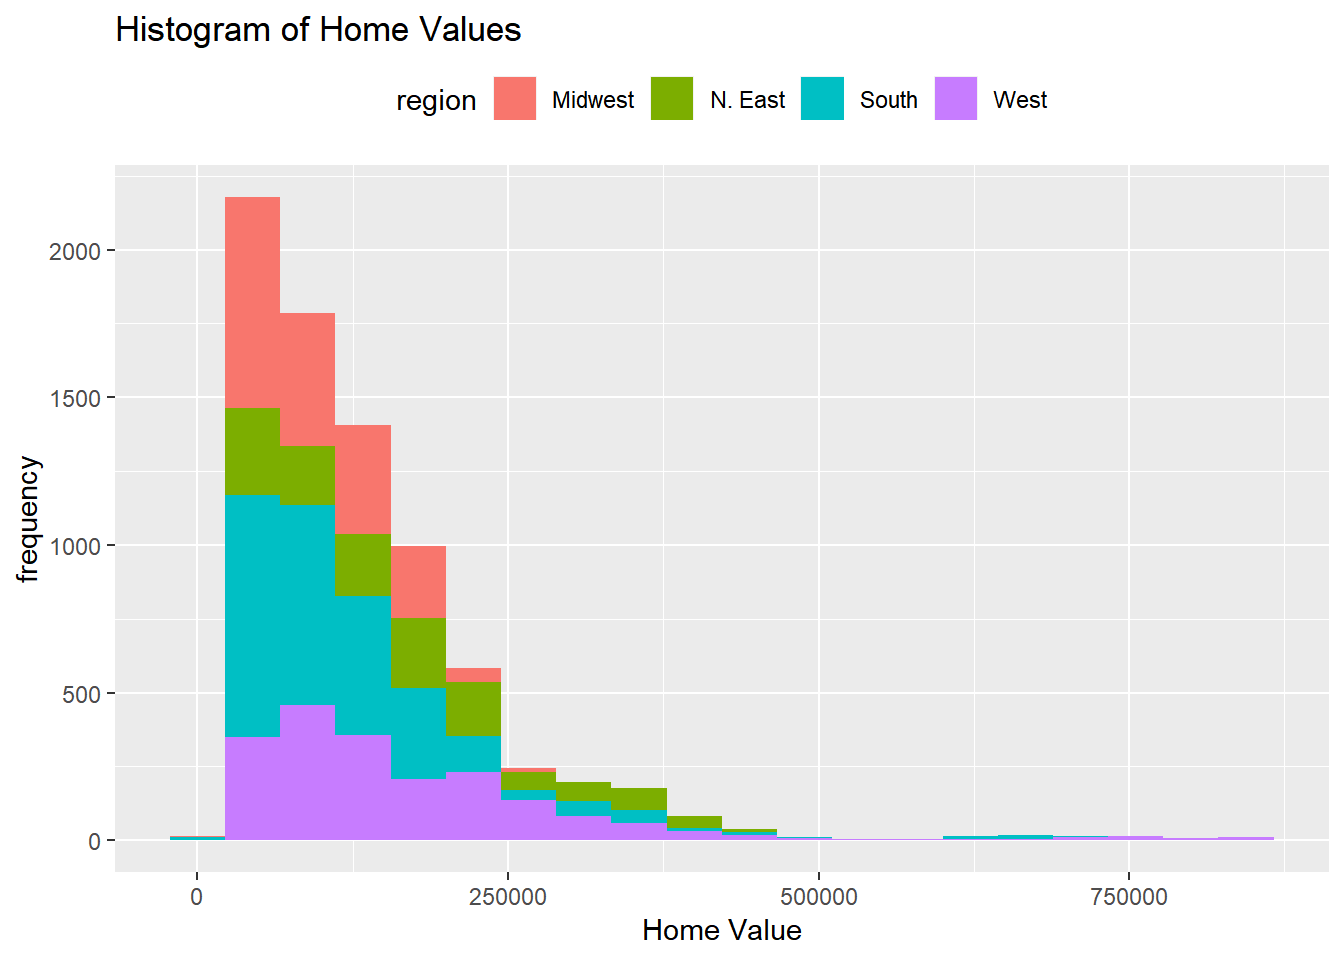 Histogram of Home Values
region Midwest N. East South West
2000
1500
1000
500
0
frequency
0 250000 500000 750000
Home Value